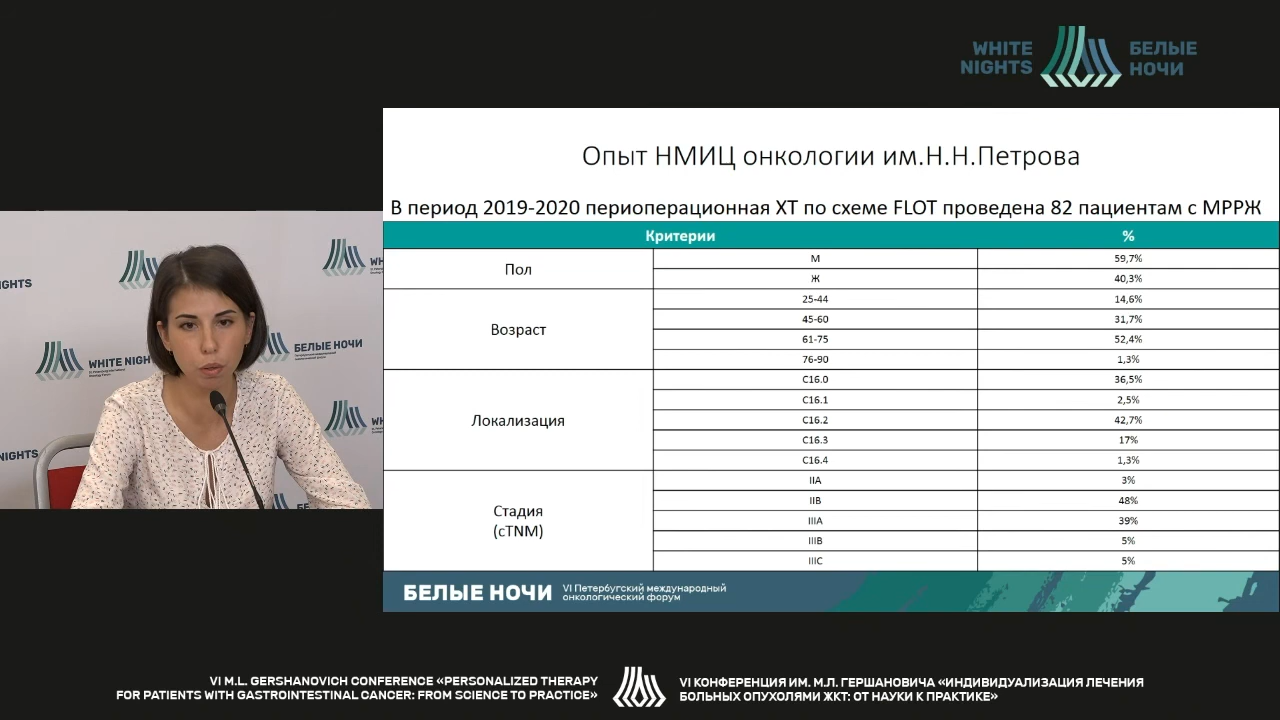 WHITE
NIGHTS
БЕЛЫЕ
НОЧИ
Опыт НМИЦ онкологии им.Н.Н.Петрова
В период 2019-2020 периоперационная ХТ по схеме FLOT проведена 82 пациентам с МРРЖ
Критерии %
Пол
М 59,7%
Ж 40,3%
Возраст
25-44 14,6%
45-60 31,7%
61-75 52,4%
76-90 1,3%
Локализация
C16.0 36,5%
C16.1 2,5%
C16.2 42,7%
C16.3 17%
C16.4 1,3%
Стадия
(cTNM)
IIA 3%
IIB 48%
IIIA 39%
IIIB 5%
IIIC 5%
БЕЛЫЕ НОЧИ
VI Петербугский международный
онкологический форум
WHITE NIGHTS
БЕЛЫЕ НОЧИ
VI M.L. GERSHANOVICH CONFERENCE «PERSONALIZED THERAPY
FOR PATIENTS WITH GASTROINTESTINAL CANCER: FROM SCIENCE TO PRACTICE»
VI КОНФЕРЕНЦИЯ ИМ. М.Л. ГЕРШАНОВИЧА «ИНДИВИДУАЛИЗАЦИЯ ЛЕЧЕНИЯ
БОЛЬНЫХ ОПУХОЛЯМИ ЖКТ: ОТ НАУКИ К ПРАКТИКЕ»